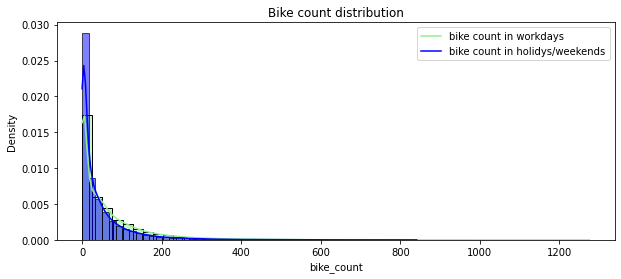 Bike count distribution
bike count in workdays
bike count in holidys/weekends
0.030
0.025
0.020
0.015
0.010
0.005
0.000
Density
0 200 400 600 800 1000 1200
bike_count